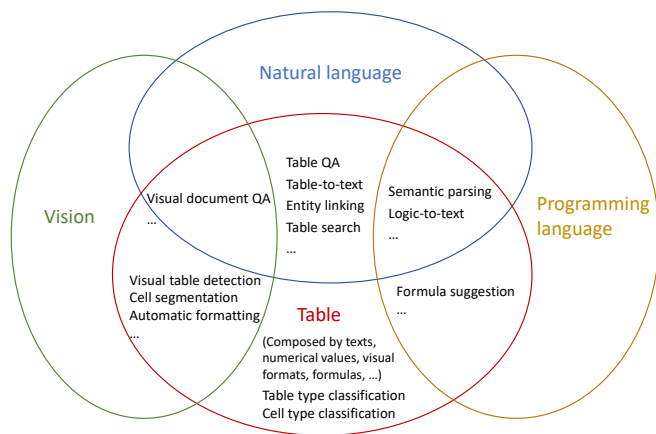 Natural language
Vision
Programming
language
Visual document QA
…
Table QA
Table-to-text
Entity linking
Table search
…
Semantic parsing
Logic-to-text
…
Visual table detection
Cell segmentation
Automatic formatting
…
Formula suggestion
…
Table
(Composed by texts,
numerical values, visual
formats, formulas, …)
Table type classification
Cell type classification